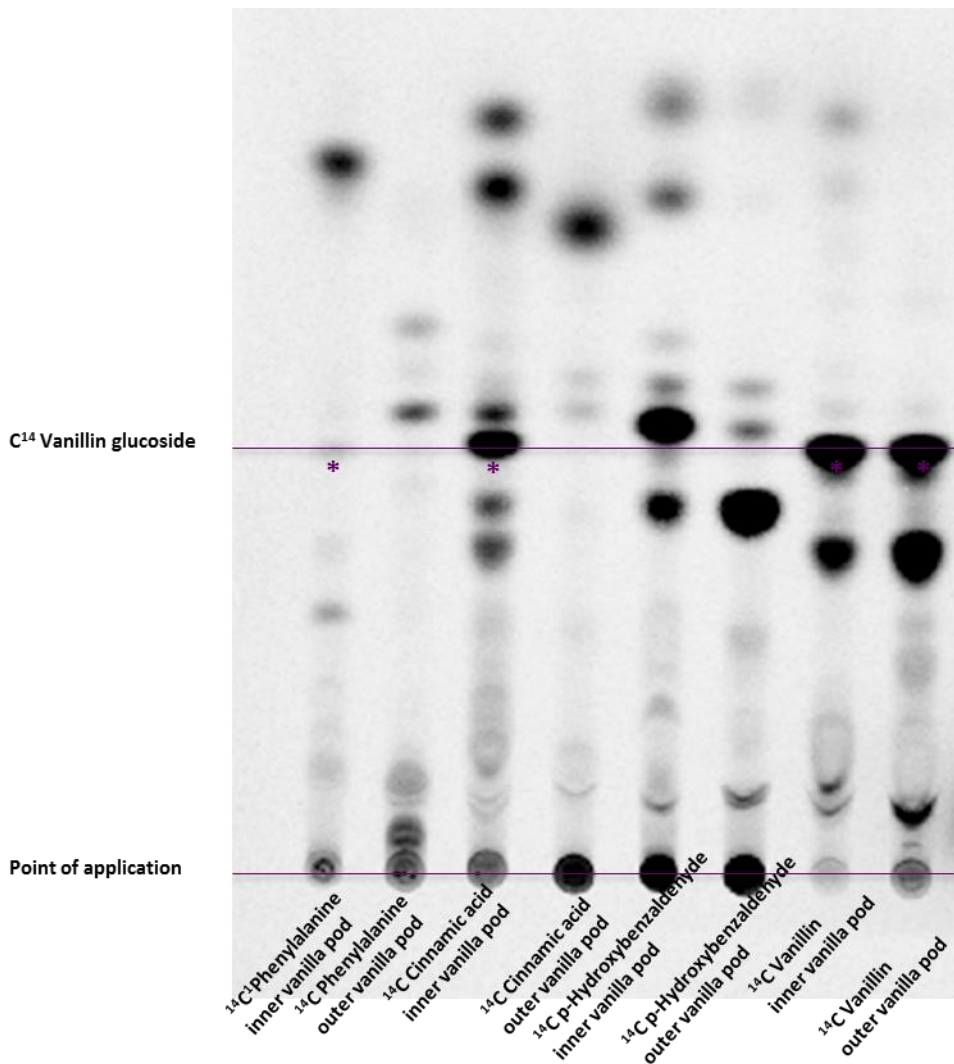 C¹⁴ Vanillin glucoside
*
*
*
*
Point of application
¹⁴C¹Phenylalanine
inner vanilla pod
¹⁴C Phenylalanine
outer vanilla pod
¹⁴C Cinnamic acid
inner vanilla pod
¹⁴C Cinnamic acid
outer vanilla pod
¹⁴C p-Hydroxybenzaldehyde
inner vanilla pod
¹⁴C p-Hydroxybenzaldehyde
outer vanilla pod
¹⁴C Vanillin
inner vanilla pod
¹⁴C Vanillin
outer vanilla pod